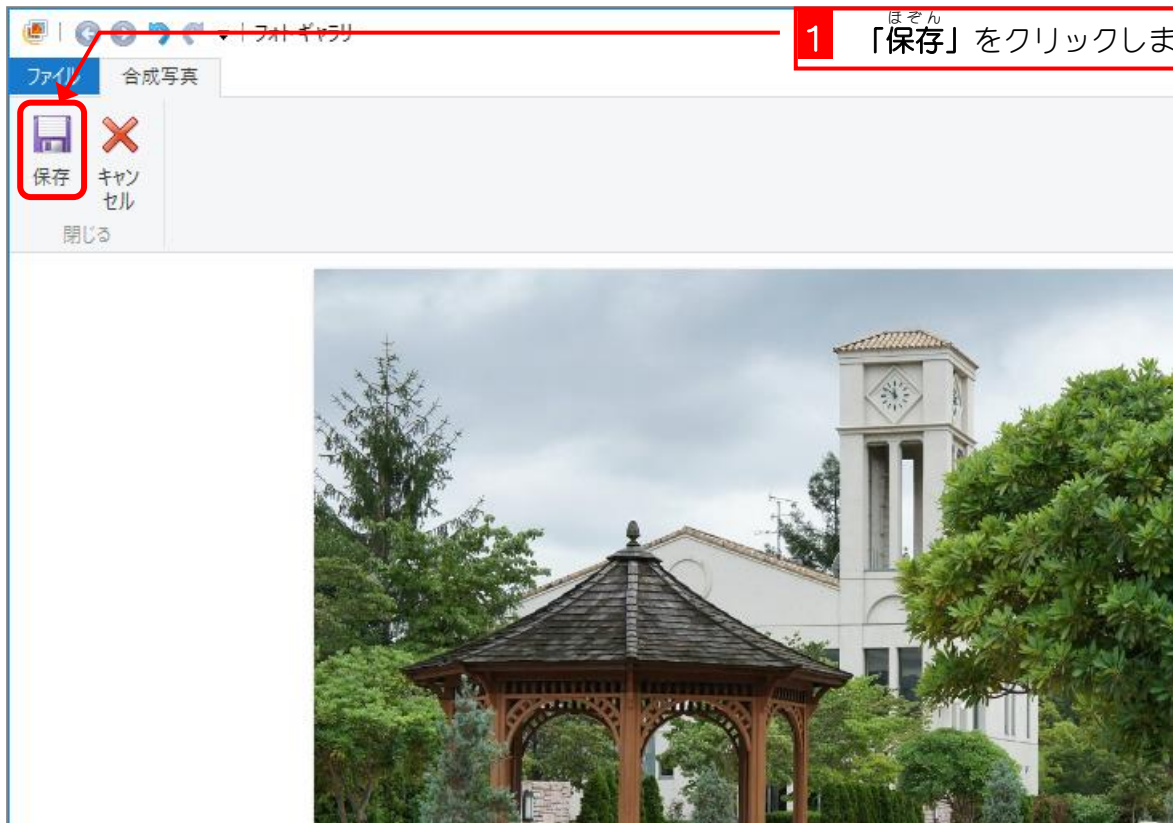 フォト ギャラリ
1 「保存」をクリックしま
ほぞん
ファイル 合成写真
保存 キャン
セル
閉じる